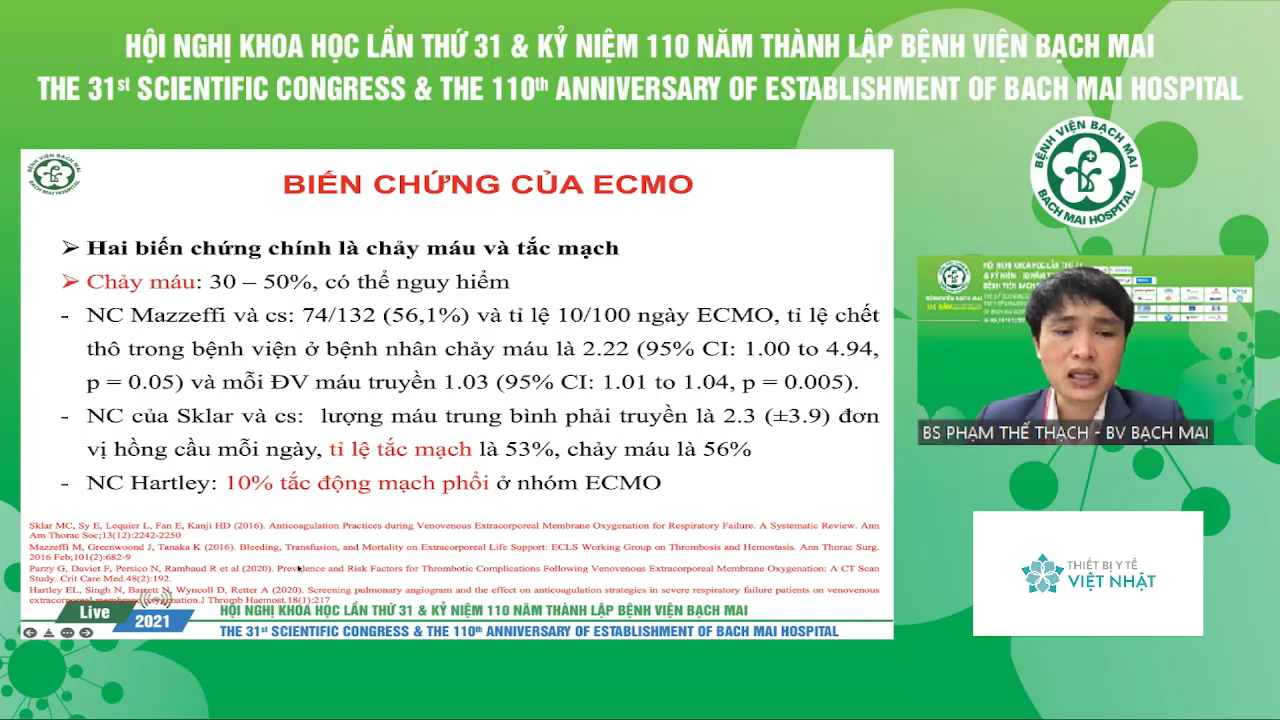 HỘI NGHỊ KHOA HỌC LẦN THỨ 31 & KỶ NIỆM 110 NĂM THÀNH LẬP BỆNH VIỆN BẠCH MAI
THE 31st SCIENTIFIC CONGRESS & THE 110th ANNIVERSARY OF ESTABLISHMENT OF BACH MAI HOSPITAL
BỆNH VIỆN BẠCH MAI
BACH MAI HOSPITAL
BỆNH VIỆN BẠCH MAI
BACH MAI HOSPITAL
BIẾN CHỨNG CỦA ECMO
➢ Hai biến chứng chính là chảy máu và tắc mạch
➢ Chảy máu: 30 – 50%, có thể nguy hiểm
- NC Mazzeffi và cs: 74/132 (56,1%) và tỉ lệ 10/100 ngày ECMO, tỉ lệ chết
thô trong bệnh viện ở bệnh nhân chảy máu là 2.22 (95% CI: 1.00 to 4.94,
p = 0.05) và mỗi ĐV máu truyền 1.03 (95% CI: 1.01 to 1.04, p = 0.005).
- NC của Sklar và cs: lượng máu trung bình phải truyền là 2.3 (±3.9) đơn
vị hồng cầu mỗi ngày, tỉ lệ tắc mạch là 53%, chảy máu là 56%
- NC Hartley: 10% tắc động mạch phổi ở nhóm ECMO
Sklar MC, Sy E, Lequier L, Fan E, Kanji HD (2016). Anticoagulation Practices during Venovenous Extracorporeal Membrane Oxygenation for Respiratory Failure. A Systematic Review. Ann
Am Thorac Soc;13(12):2242-2250
Mazzeffi M, Greenwoond J, Tanaka K (2016). Bleeding, Transfusion, and Mortality on Extracorporeal Life Support: ECLS Working Group on Thrombosis and Hemostasis. Ann Thorac Surg.
2016 Feb;101(2):682-9
Parzy G, Daviet F, Persico N, Rambaud R et al (2020). Prevalence and Risk Factors for Thrombotic Complications Following Venovenous Extracorporeal Membrane Oxygenation: A CT Scan
Study. Crit Care Med.48(2):192.
Hartley EL, Singh N, Barrett N, Wyncoll D, Retter A (2020). Screening pulmonary angiogram and the effect on anticoagulation strategies in severe respiratory failure patients on venovenous
extracorporeal J Thromb Haemost.18(1):217
Live
2021
HỘI NGHỊ KHOA HỌC LẦN THỨ 31 & KỶ NIỆM 110 NĂM THÀNH LẬP BỆNH VIỆN BẠCH MAI
THE 31st SCIENTIFIC CONGRESS & THE 110th ANNIVERSARY OF ESTABLISHMENT OF BACH MAI HOSPITAL
BS PHẠM THẾ THẠCH - BV BẠCH MAI
THIẾT BỊ Y TẾ
VIỆT NHẬT